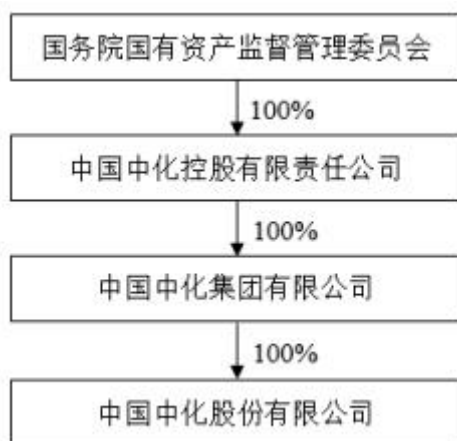 国务院国有资产监督管理委员会
100%
中国中化控股有限责任公司
100%
中国中化集团有限公司
100%
中国中化股份有限公司